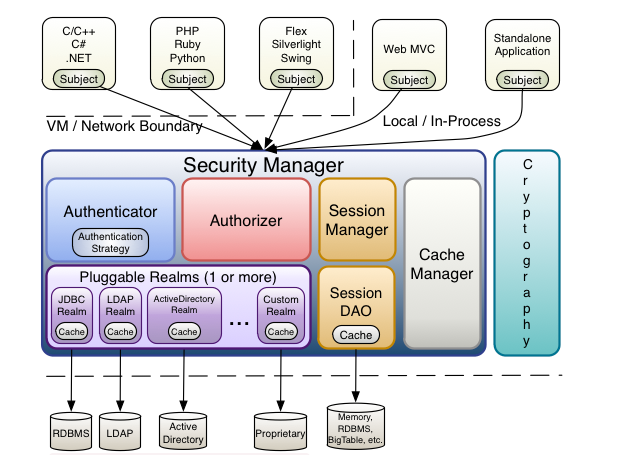 C/C++
C#
.NET
Subject
PHP
Ruby
Python
Subject
Flex
Silverlight
Swing
Subject
Web MVC
Subject
Standalone
Application
Subject
VM / Network Boundary
Local / In-Process
Security Manager
Authenticator
Authentication
Strategy
Authorizer
Session
Manager
Cache
Manager
Pluggable Realms (1 or more)
JDBC
Realm
Cache
LDAP
Realm
Cache
ActiveDirectory
Realm
Cache
...
Custom
Realm
Cache
Session
DAO
Cache
C
r
y
p
t
o
g
r
a
p
h
y
RDBMS
LDAP
Active
Directory
Proprietary
Memory,
RDBMS,
BigTable, etc.